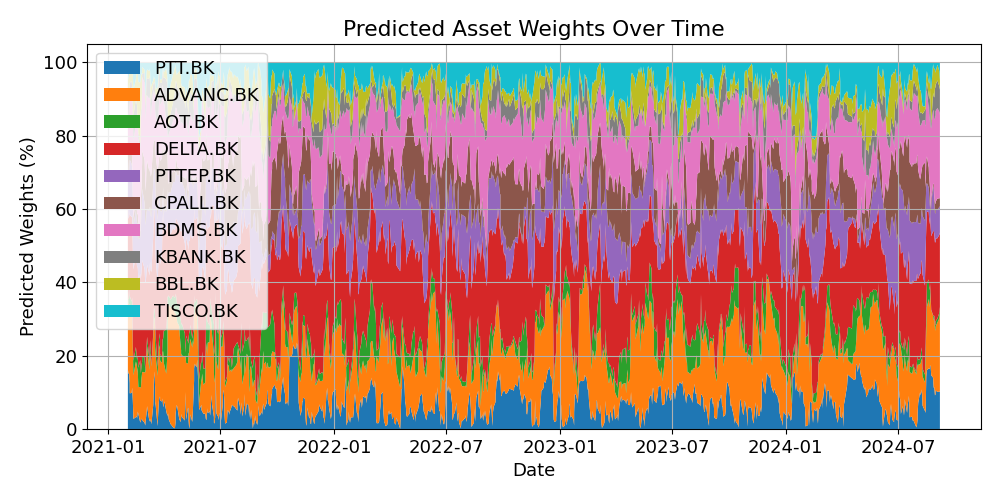 Predicted Asset Weights Over Time
Predicted Weights (%)
100
80
60
40
20
0
PTT.BK
ADVANC.BK
AOT.BK
DELTA.BK
PTTEP.BK
CPALL.BK
BDMS.BK
KBANK.BK
BBL.BK
TISCO.BK
2021-01 2021-07 2022-01 2022-07 2023-01 2023-07 2024-01 2024-07
Date